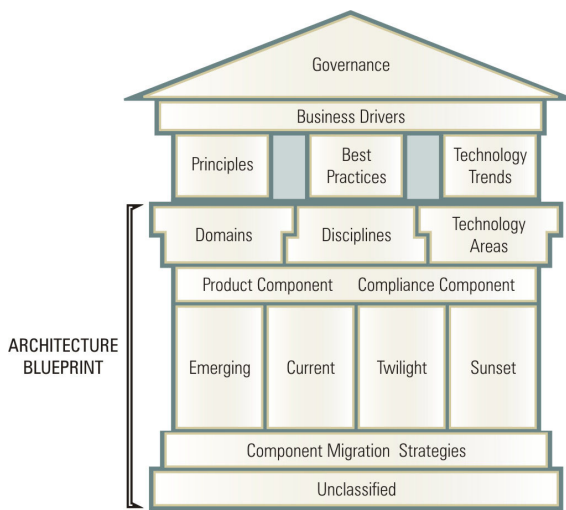 Governance
Business Drivers
Principles
Best
Practices
Technology
Trends
Domains
Disciplines
Technology
Areas
Product Component Compliance Component
ARCHITECTURE
BLUEPRINT
Emerging
Current
Twilight
Sunset
Component Migration Strategies
Unclassified